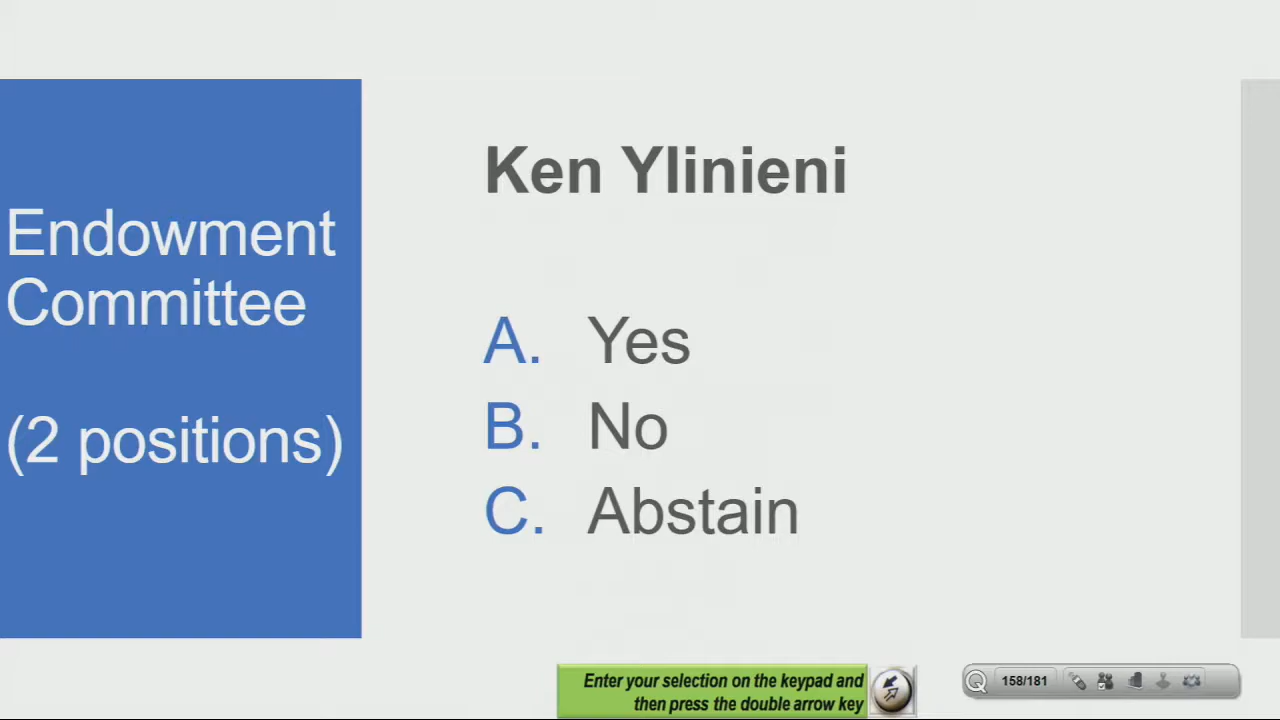 Endowment
Committee
(2 positions)
Ken Ylinieni
A. Yes
B. No
C. Abstain
Enter your selection on the keypad and
then press the double arrow key
158/181